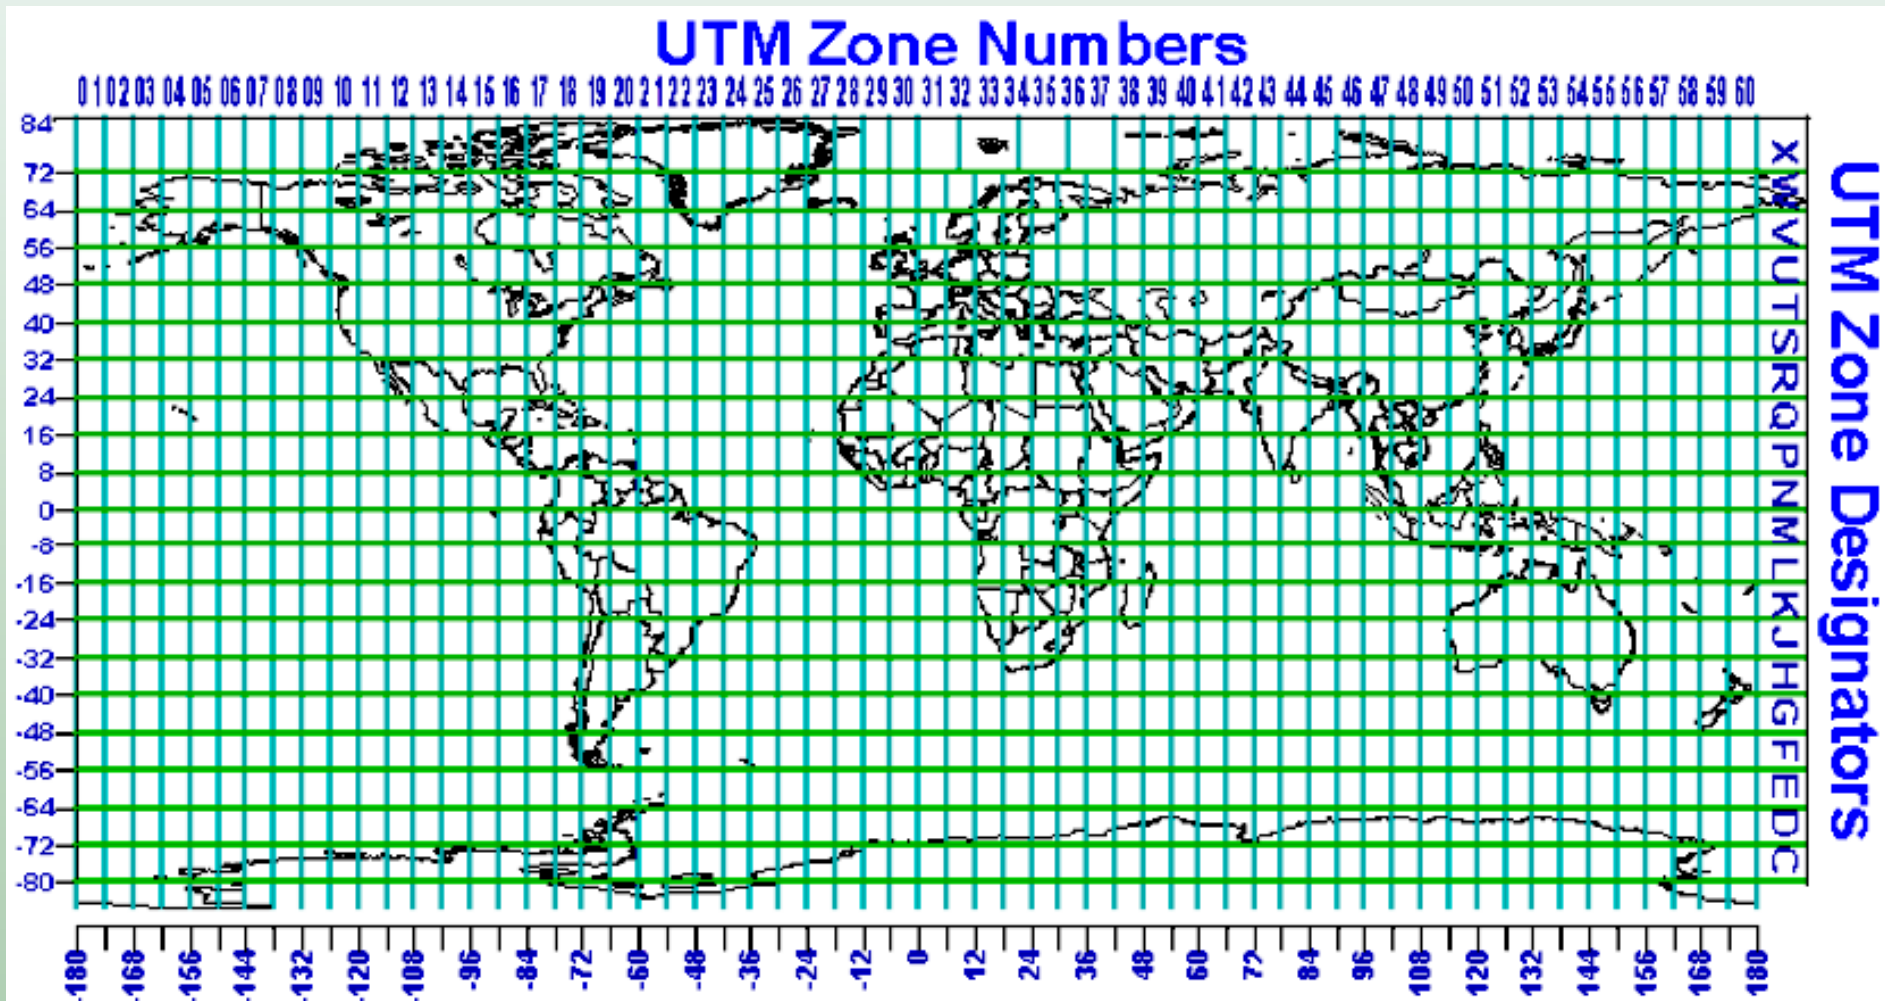 UTM Zone Numbers
01 02 03 04 05 06 07 08 09 10 11 12 13 14 15 16 17 18 19 20 21 22 23 24 25 26 27 28 29 30 31 32 33 34 35 36 37 38 39 40 41 42 43 44 45 46 47 48 49 50 51 52 53 54 55 56 57 58 59 60
84
72
64
56
48
40
32
24
16
8
0
-8
-16
-24
-32
-40
-48
-56
-64
-72
-80
X
W
V
U
T
S
R
Q
P
N
M
L
K
J
H
G
F
E
D
C
UTM Zone Designators
-180 -168 -156 -144 -132 -120 -108 -96 -84 -72 -60 -48 -36 -24 -12 0 12 24 36 48 60 72 84 96 108 120 132 144 156 168 180